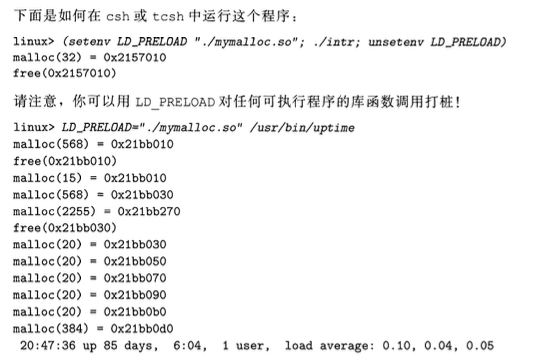 下面是如何在 csh 或 tcsh 中运行这个程序：
linux> (setenv LD_PRELOAD "./mymalloc.so"; ./intr; unsetenv LD_PRELOAD)
malloc(32) = 0x2157010
free(0x2157010)
请注意，你可以用 LD_PRELOAD 对任何可执行程序的库函数调用打桩！
linux> LD_PRELOAD="./mymalloc.so" /usr/bin/uptime
malloc(568) = 0x21bb010
free(0x21bb010)
malloc(15) = 0x21bb010
malloc(568) = 0x21bb030
malloc(2255) = 0x21bb270
free(0x21bb030)
malloc(20) = 0x21bb030
malloc(20) = 0x21bb050
malloc(20) = 0x21bb070
malloc(20) = 0x21bb090
malloc(20) = 0x21bb0b0
malloc(384) = 0x21bb0d0
20:47:36 up 85 days, 6:04, 1 user, load average: 0.10, 0.04, 0.05